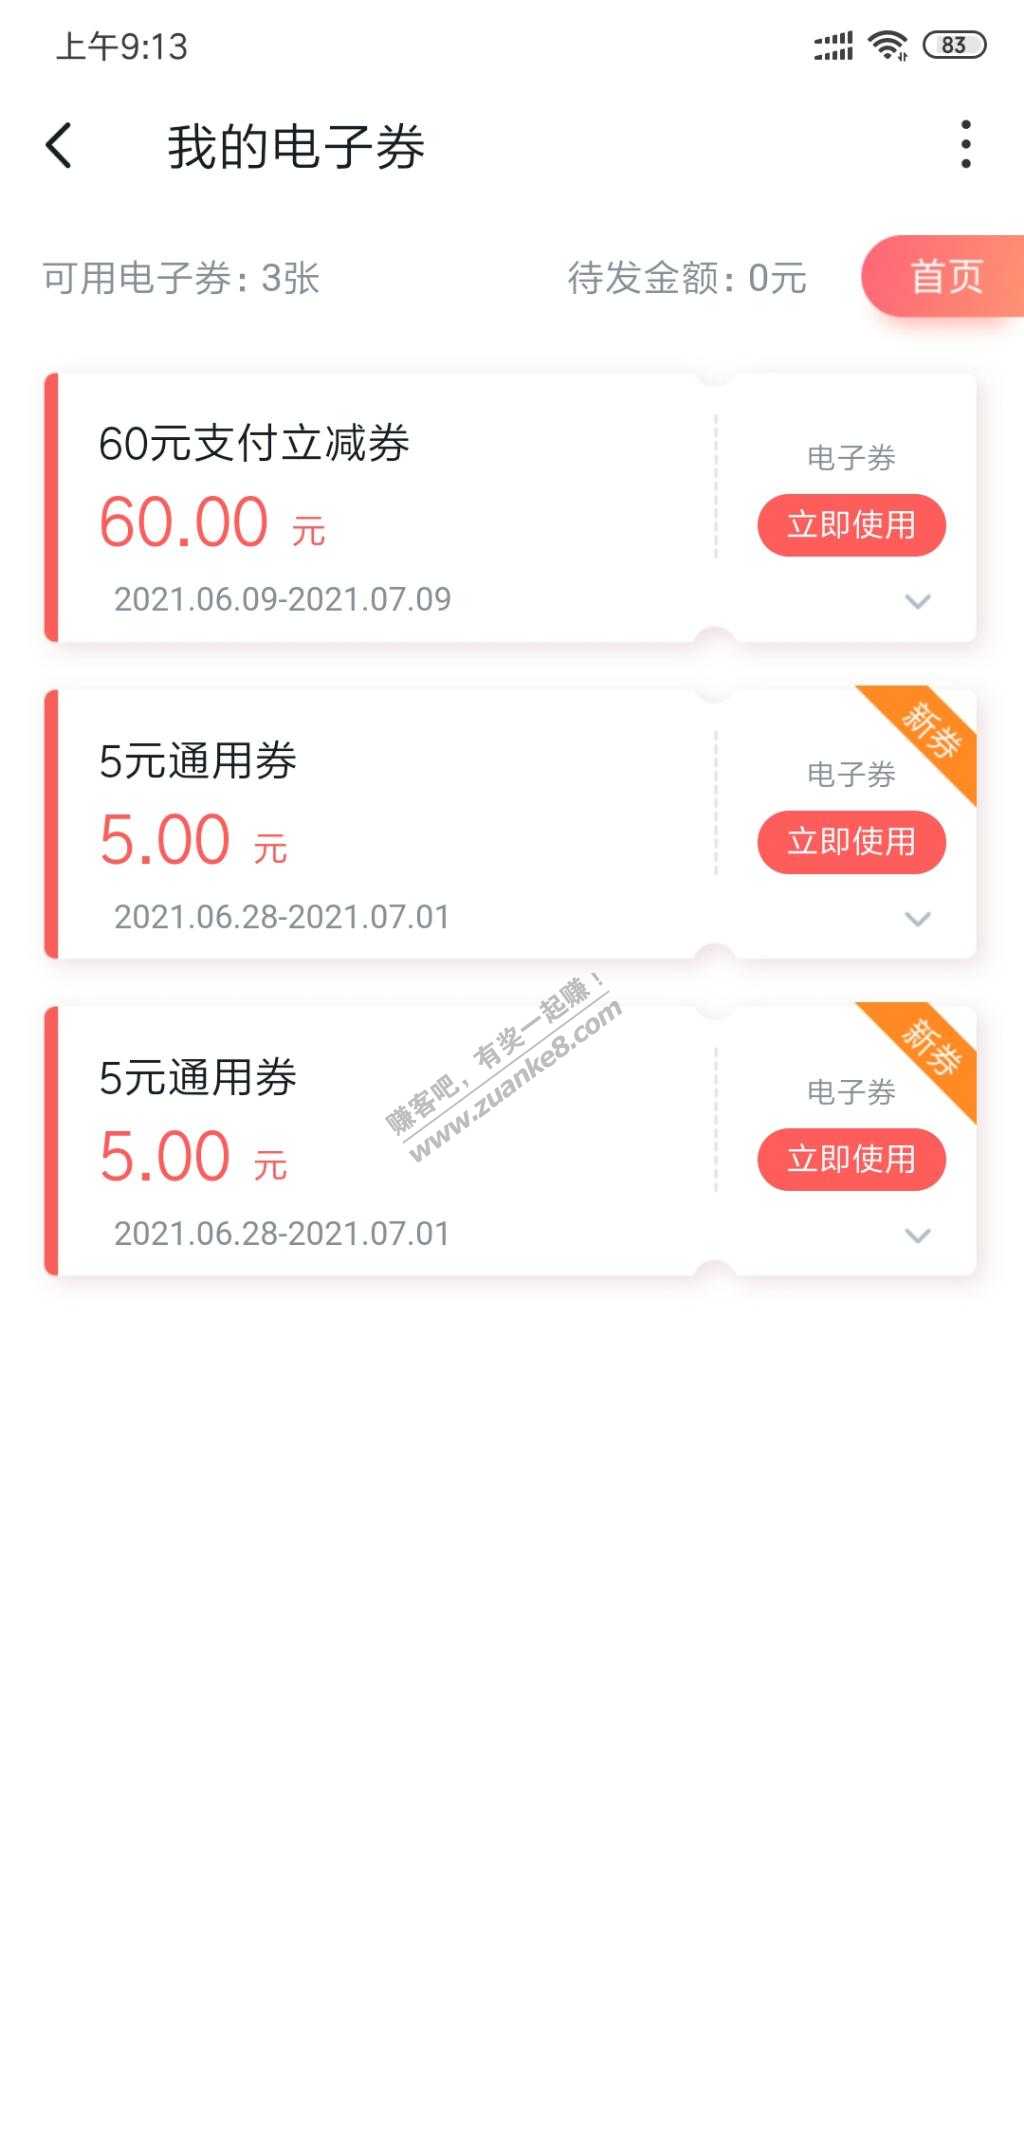 上午9:13
83
我的电子券
可用电子券: 3张
待发金额: 0元
首页
60元支付立减券
60.00 元
2021.06.09-2021.07.09
电子券
立即使用
5元通用券
5.00 元
2021.06.28-2021.07.01
新券
电子券
立即使用
5元通用券
5.00 元
2021.06.28-2021.07.01
新券
电子券
立即使用
赚客吧，有奖一起赚！
www.zuanke8.com